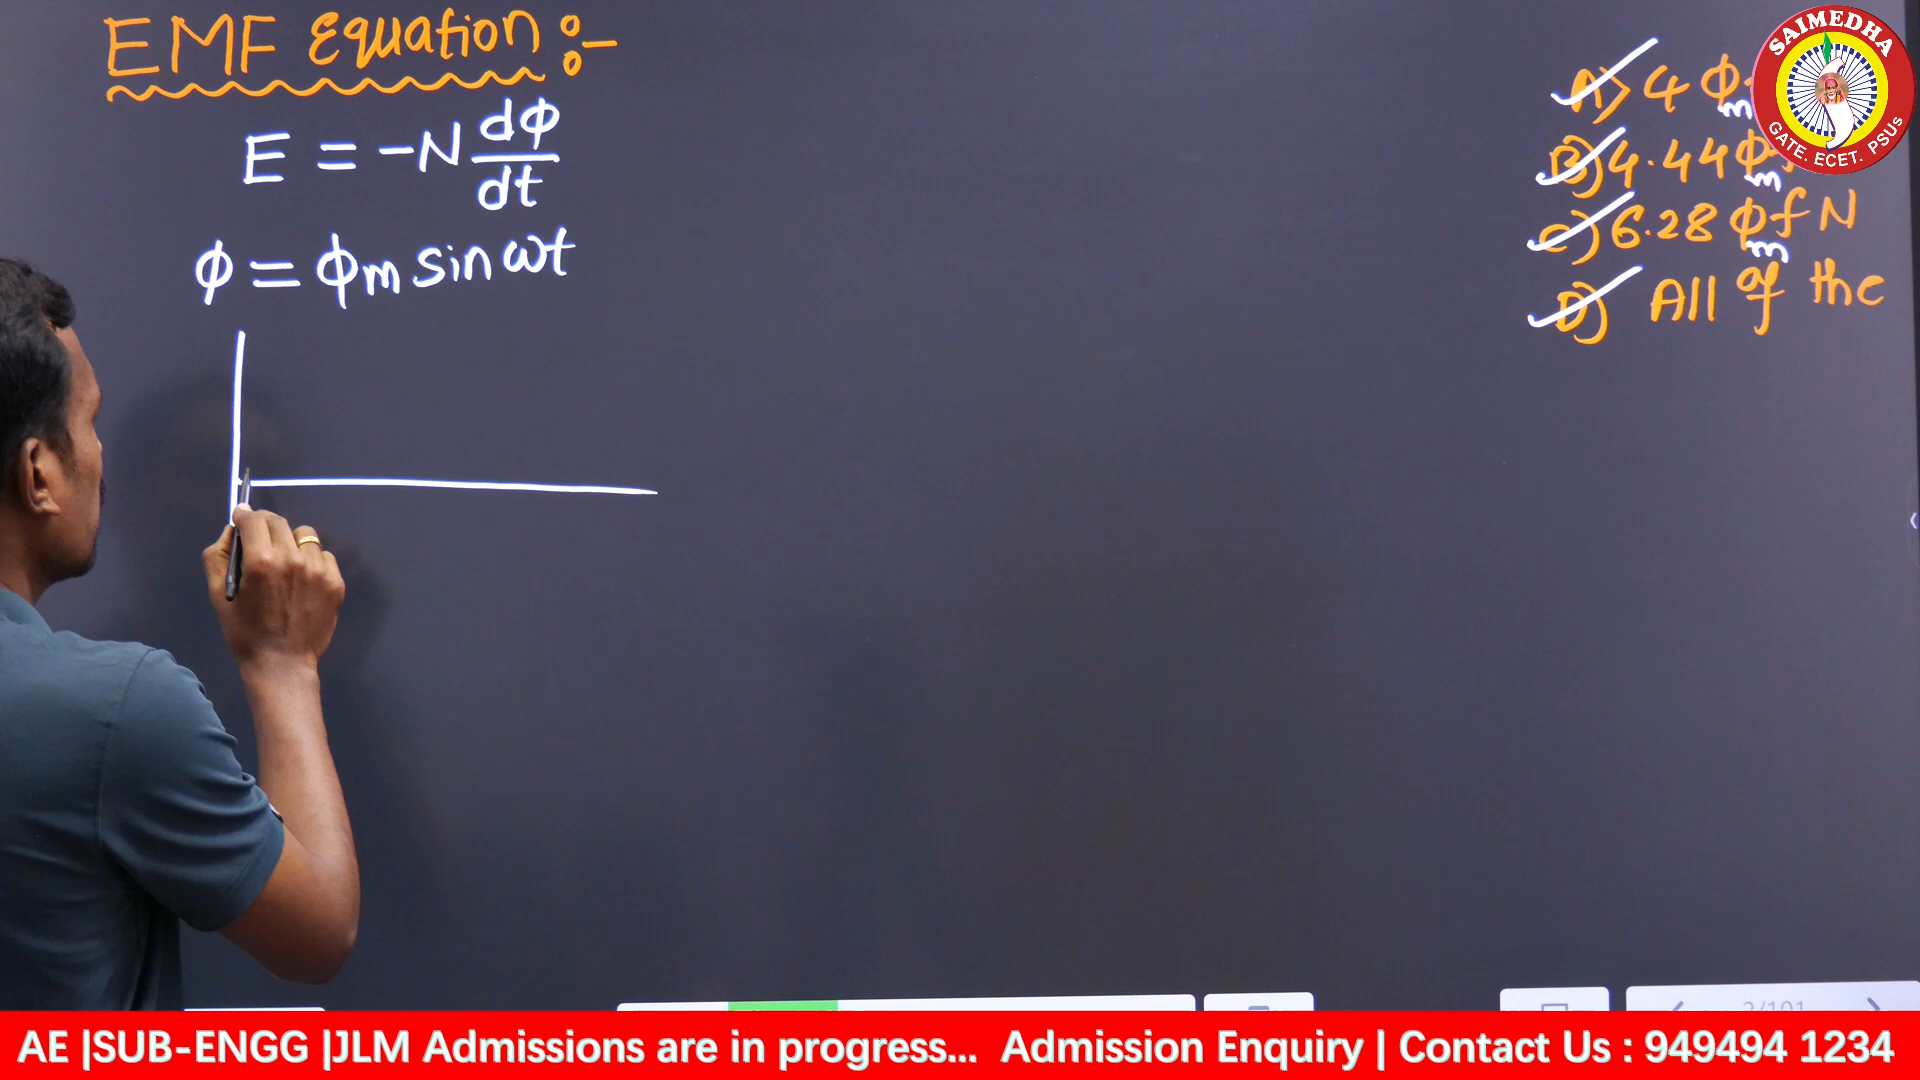 EMF Equation :-
E = -N dφ/dt
φ = φm sin ωt
A) 4 φm
B) 4.44 φm
C) 6.28 φm f N
D) All of the
SAIMEDHA
GATE. ECET. PSUs
AE |SUB-ENGG |JLM Admissions are in progress... Admission Enquiry | Contact Us : 949494 1234